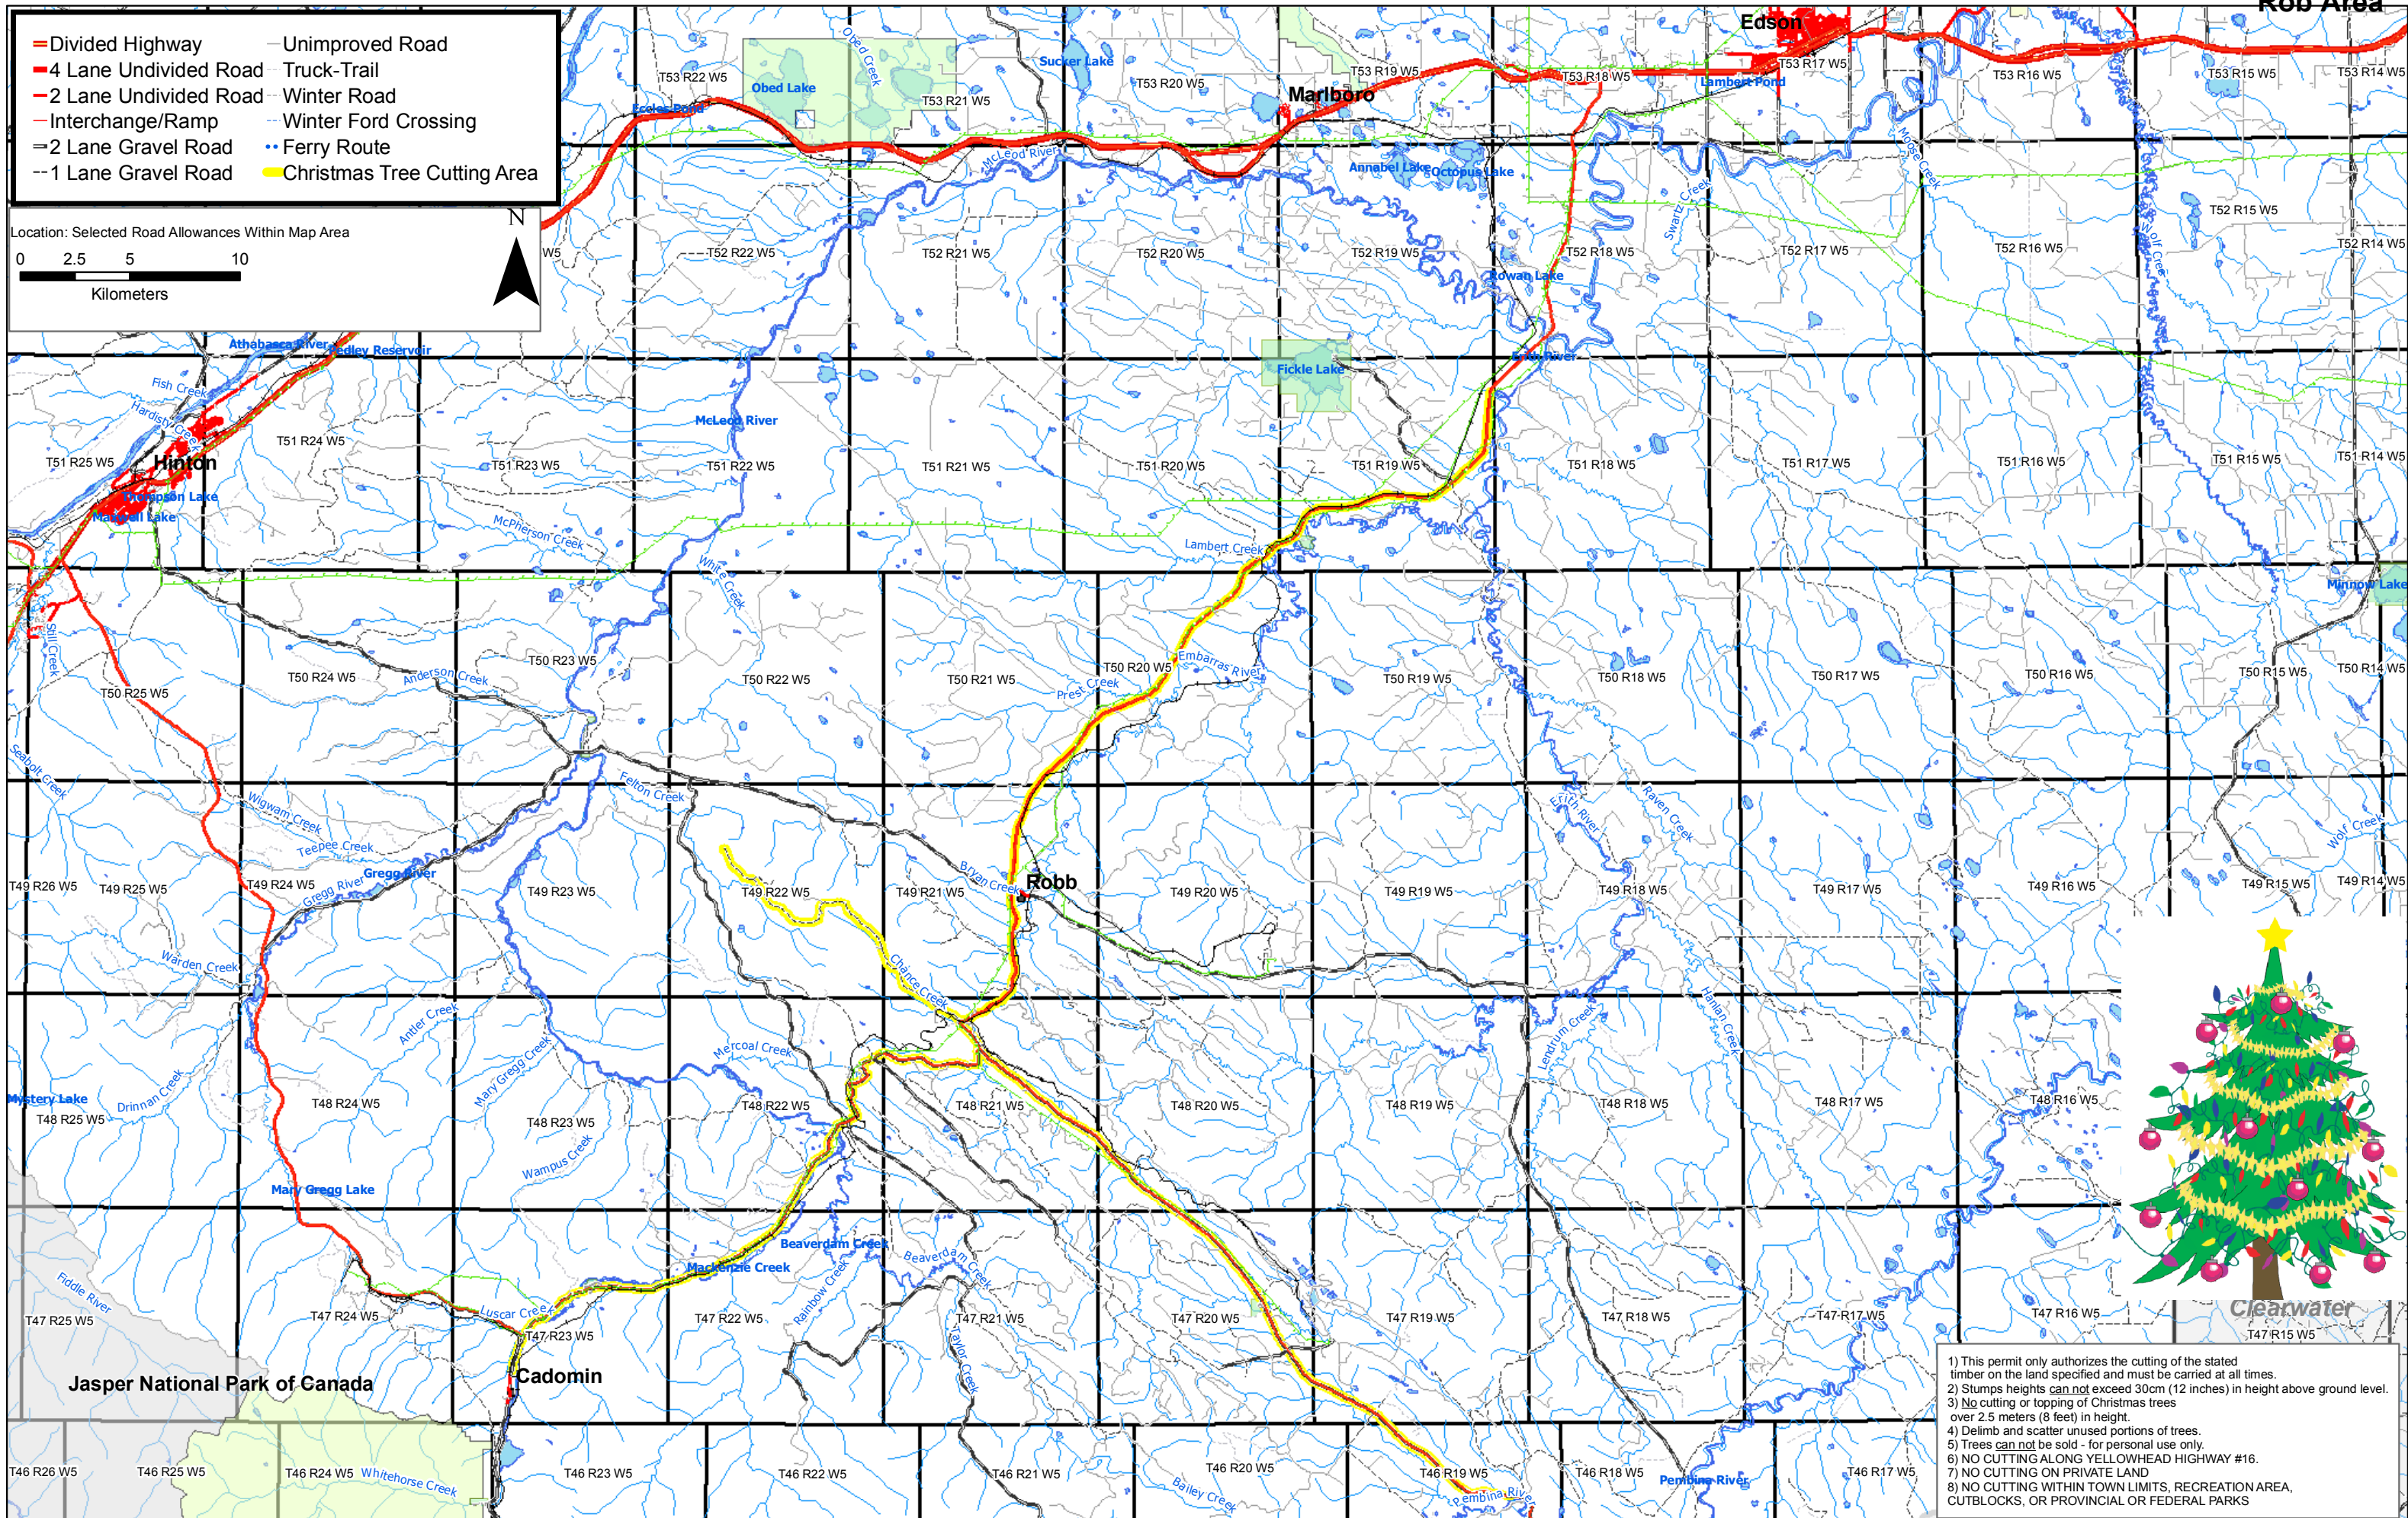 Rob Area
Divided Highway
4 Lane Undivided Road
2 Lane Undivided Road
Interchange/Ramp
2 Lane Gravel Road
1 Lane Gravel Road
Unimproved Road
Truck-Trail
Winter Road
Winter Ford Crossing
Ferry Route
Christmas Tree Cutting Area
Location: Selected Road Allowances Within Map Area
0 2.5 5 10
Kilometers
N
Edson
Obed Creek
Sucker Lake
T53 R22 W5
Obed Lake
T53 R21 W5
T53 R20 W5
T53 R19 W5
T53 R18 W5
T53 R17 W5
T53 R16 W5
T53 R15 W5
T53 R14 W5
Lambert Pond
Marlboro
Eccles Pond
McLeod River
Annabel Lake
Octopus Lake
Moose Creek
Swartz Creek
Wolf Creek
W5
T52 R22 W5
T52 R21 W5
T52 R20 W5
T52 R19 W5
T52 R18 W5
T52 R17 W5
T52 R16 W5
T52 R15 W5
T52 R14 W5
Rowan Lake
Athabasca River
Pedley Reservoir
Erith River
Fish Creek
Fickle Lake
Hardisty Creek
McLeod River
T51 R25 W5
Hinton
T51 R24 W5
T51 R23 W5
T51 R22 W5
T51 R21 W5
T51 R20 W5
T51 R19 W5
T51 R18 W5
T51 R17 W5
T51 R16 W5
T51 R15 W5
T51 R14 W5
Thompson Lake
Maxwell Lake
McPherson Creek
Lambert Creek
White Creek
Minnow Lake
Still Creek
T50 R25 W5
T50 R24 W5
Anderson Creek
T50 R23 W5
T50 R22 W5
T50 R21 W5
Prest Creek
T50 R20 W5
Embarras River
T50 R19 W5
T50 R18 W5
T50 R17 W5
T50 R16 W5
T50 R15 W5
T50 R14 W5
Seabolt Creek
Felton Creek
Wigwam Creek
Teepee Creek
Erith River
Raven Creek
Wolf Creek
Gregg River
Gregg River
Bryan Creek
Robb
T49 R26 W5
T49 R25 W5
T49 R24 W5
T49 R23 W5
T49 R22 W5
T49 R21 W5
T49 R20 W5
T49 R19 W5
T49 R18 W5
T49 R17 W5
T49 R16 W5
T49 R15 W5
T49 R14 W5
Warden Creek
Chance Creek
Antler Creek
Mercoal Creek
Lendrum Creek
Hanlan Creek
Mary Gregg Creek
Drinnan Creek
Mystery Lake
T48 R25 W5
T48 R24 W5
T48 R23 W5
T48 R22 W5
T48 R21 W5
T48 R20 W5
T48 R19 W5
T48 R18 W5
T48 R17 W5
T48 R16 W5
Wampus Creek
Mary Gregg Lake
Beaverdam Creek
Beaverdam Creek
Mackenzie Creek
Rainbow Creek
Fiddle River
Luscar Creek
Taylor Creek
Clearwater
T47 R25 W5
T47 R24 W5
T47 R23 W5
T47 R22 W5
T47 R21 W5
T47 R20 W5
T47 R19 W5
T47 R18 W5
T47 R17 W5
T47 R16 W5
T47 R15 W5
Jasper National Park of Canada
Cadomin
T46 R26 W5
T46 R25 W5
T46 R24 W5
Whitehorse Creek
T46 R23 W5
T46 R22 W5
T46 R21 W5
T46 R20 W5
Bailey Creek
T46 R19 W5
Pembina River
T46 R18 W5
Pembina River
T46 R17 W5
1) This permit only authorizes the cutting of the stated
timber on the land specified and must be carried at all times.
2) Stumps heights can not exceed 30cm (12 inches) in height above ground level.
3) No cutting or topping of Christmas trees
over 2.5 meters (8 feet) in height.
4) Delimb and scatter unused portions of trees.
5) Trees can not be sold - for personal use only.
6) NO CUTTING ALONG YELLOWHEAD HIGHWAY #16.
7) NO CUTTING ON PRIVATE LAND
8) NO CUTTING WITHIN TOWN LIMITS, RECREATION AREA,
CUTBLOCKS, OR PROVINCIAL OR FEDERAL PARKS